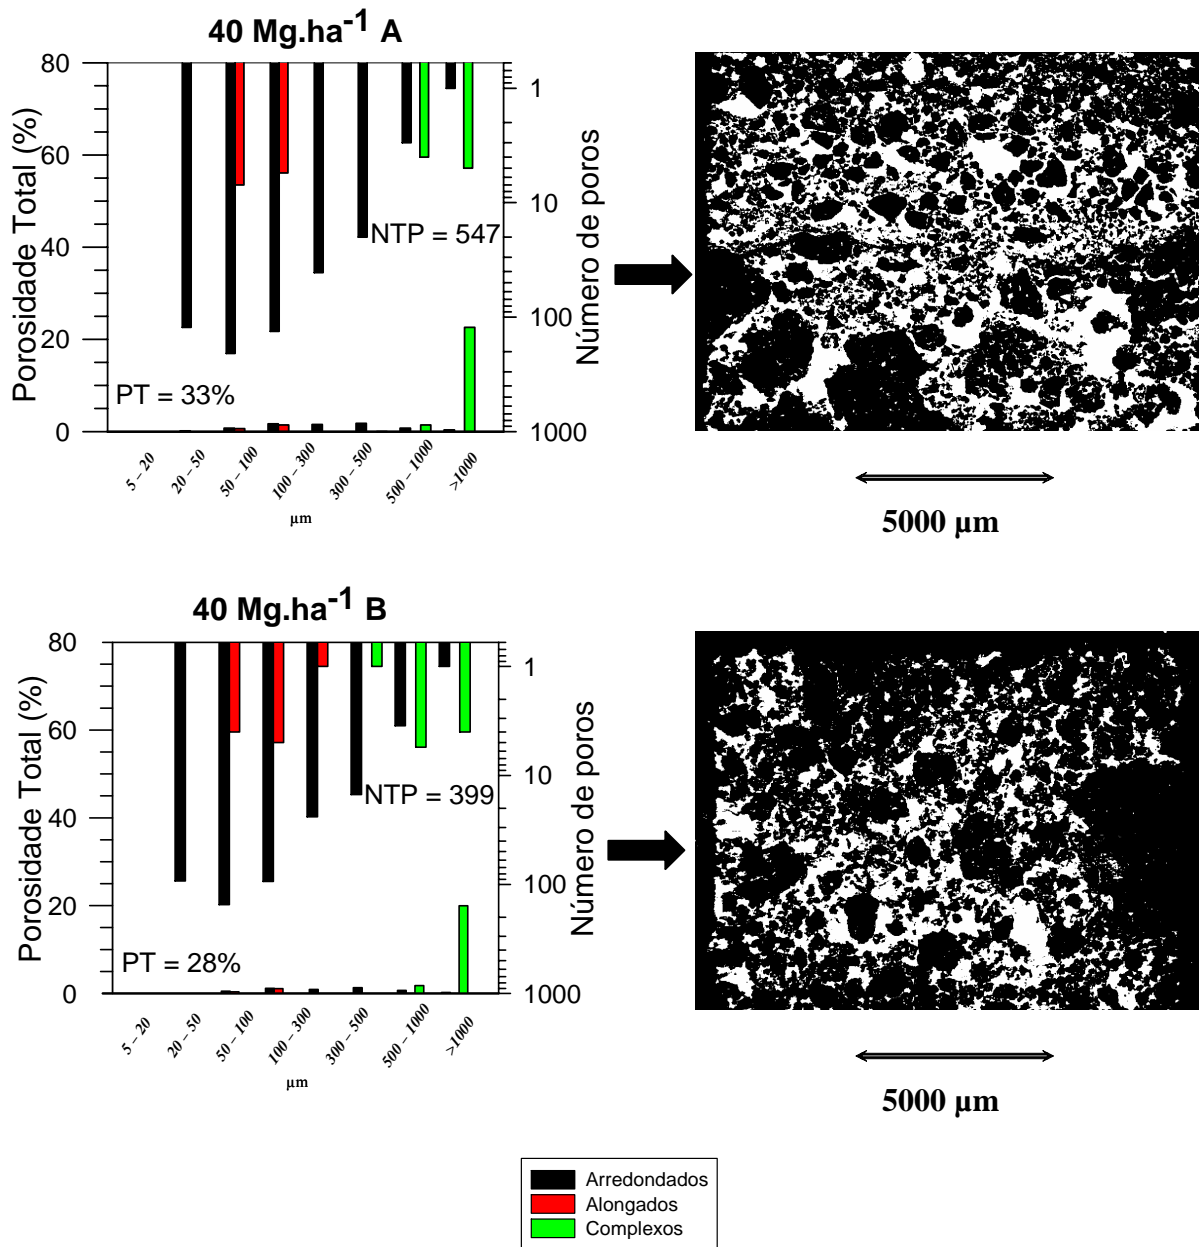 40 Mg.ha⁻¹ A
Porosidade Total (%)
80
60
40
20
0
1
10
100
1000
Número de poros
NTP = 547
PT = 33%
5 – 20
20 – 50
50 – 100
100 – 300
300 – 500
500 – 1000
>1000
µm
5000 µm
40 Mg.ha⁻¹ B
Porosidade Total (%)
80
60
40
20
0
1
10
100
1000
Número de poros
NTP = 399
PT = 28%
5 – 20
20 – 50
50 – 100
100 – 300
300 – 500
500 – 1000
>1000
µm
5000 µm
Arredondados
Alongados
Complexos